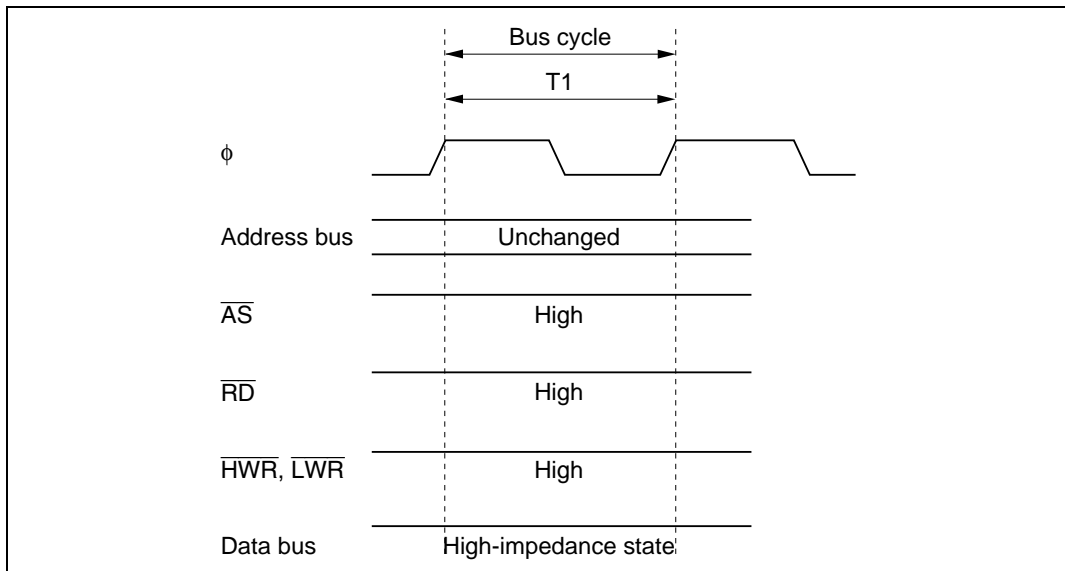 Bus cycle
T1
ϕ
Address bus Unchanged
AS High
RD High
HWR, LWR High
Data bus High-impedance state